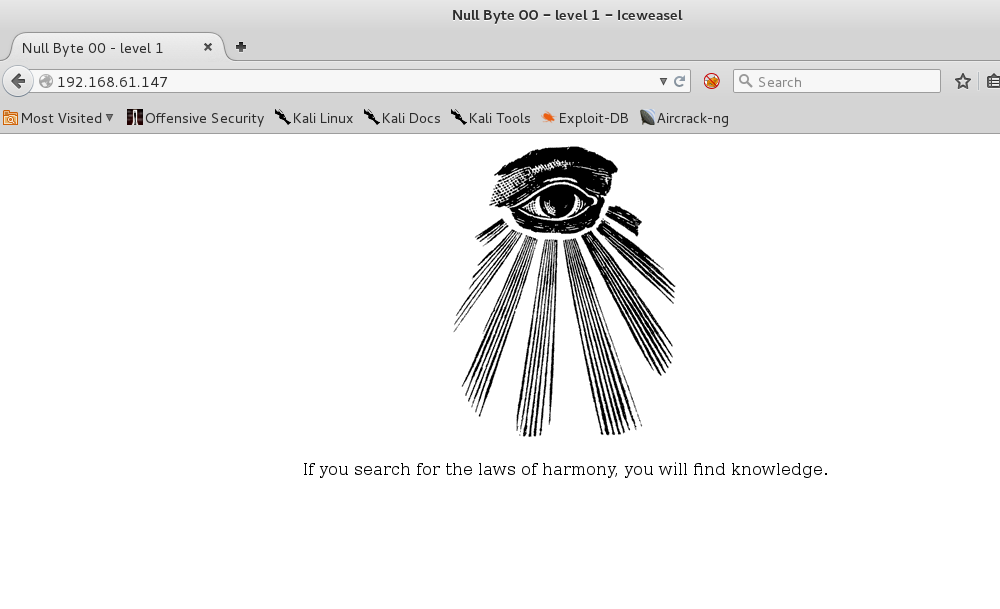 Null Byte 00 - level 1 - Iceweasel
Null Byte 00 - level 1
192.168.61.147
Search
Most Visited
Offensive Security
Kali Linux
Kali Docs
Kali Tools
Exploit-DB
Aircrack-ng
If you search for the laws of harmony, you will find knowledge.